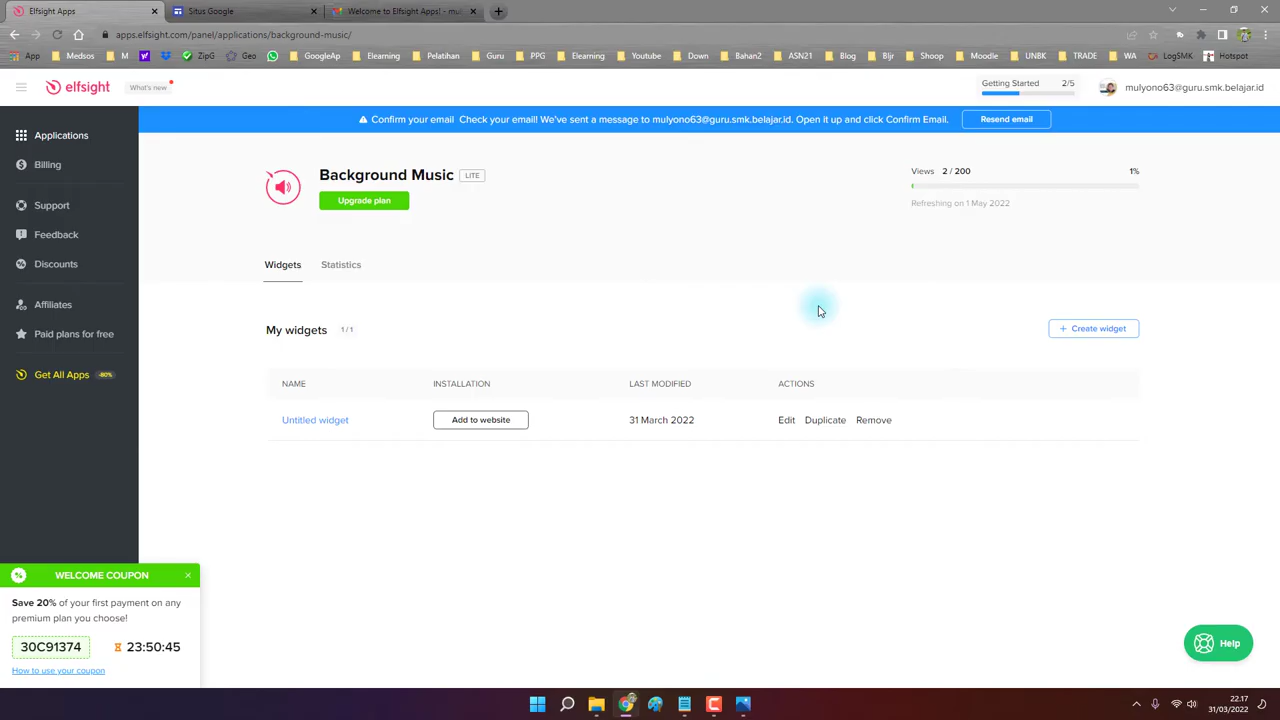 Elfsight Apps
Situs Google
Welcome to Elfsight Apps - muly
apps.elfsight.com/panel/applications/background-music/
App
Medsos
M
ZipG
Geo
GoogleAp
Elearning
Pelatihan
Guru
PPG
Elearning
Youtube
Down
Bahan2
ASN21
Blog
Bljr
Shoop
Moodle
UNBK
TRADE
WA
LogSMK
Hotspot
elfsight
What's new
Getting Started 2/5
mulyono63@guru.smk.belajar.id
Confirm your email Check your email! We've sent a message to mulyono63@guru.smk.belajar.id. Open it up and click Confirm Email.
Resend email
Applications
Billing
Support
Feedback
Discounts
Affiliates
Paid plans for free
Get All Apps -80%
Background Music LITE
Upgrade plan
Views 2 / 200 1%
Refreshing on 1 May 2022
Widgets Statistics
My widgets 1 / 1
+ Create widget
NAME INSTALLATION LAST MODIFIED ACTIONS
Untitled widget Add to website 31 March 2022 Edit Duplicate Remove
WELCOME COUPON
Save 20% of your first payment on any
premium plan you choose!
30C91374 23:50:45
How to use your coupon
Help
22.17
31/03/2022